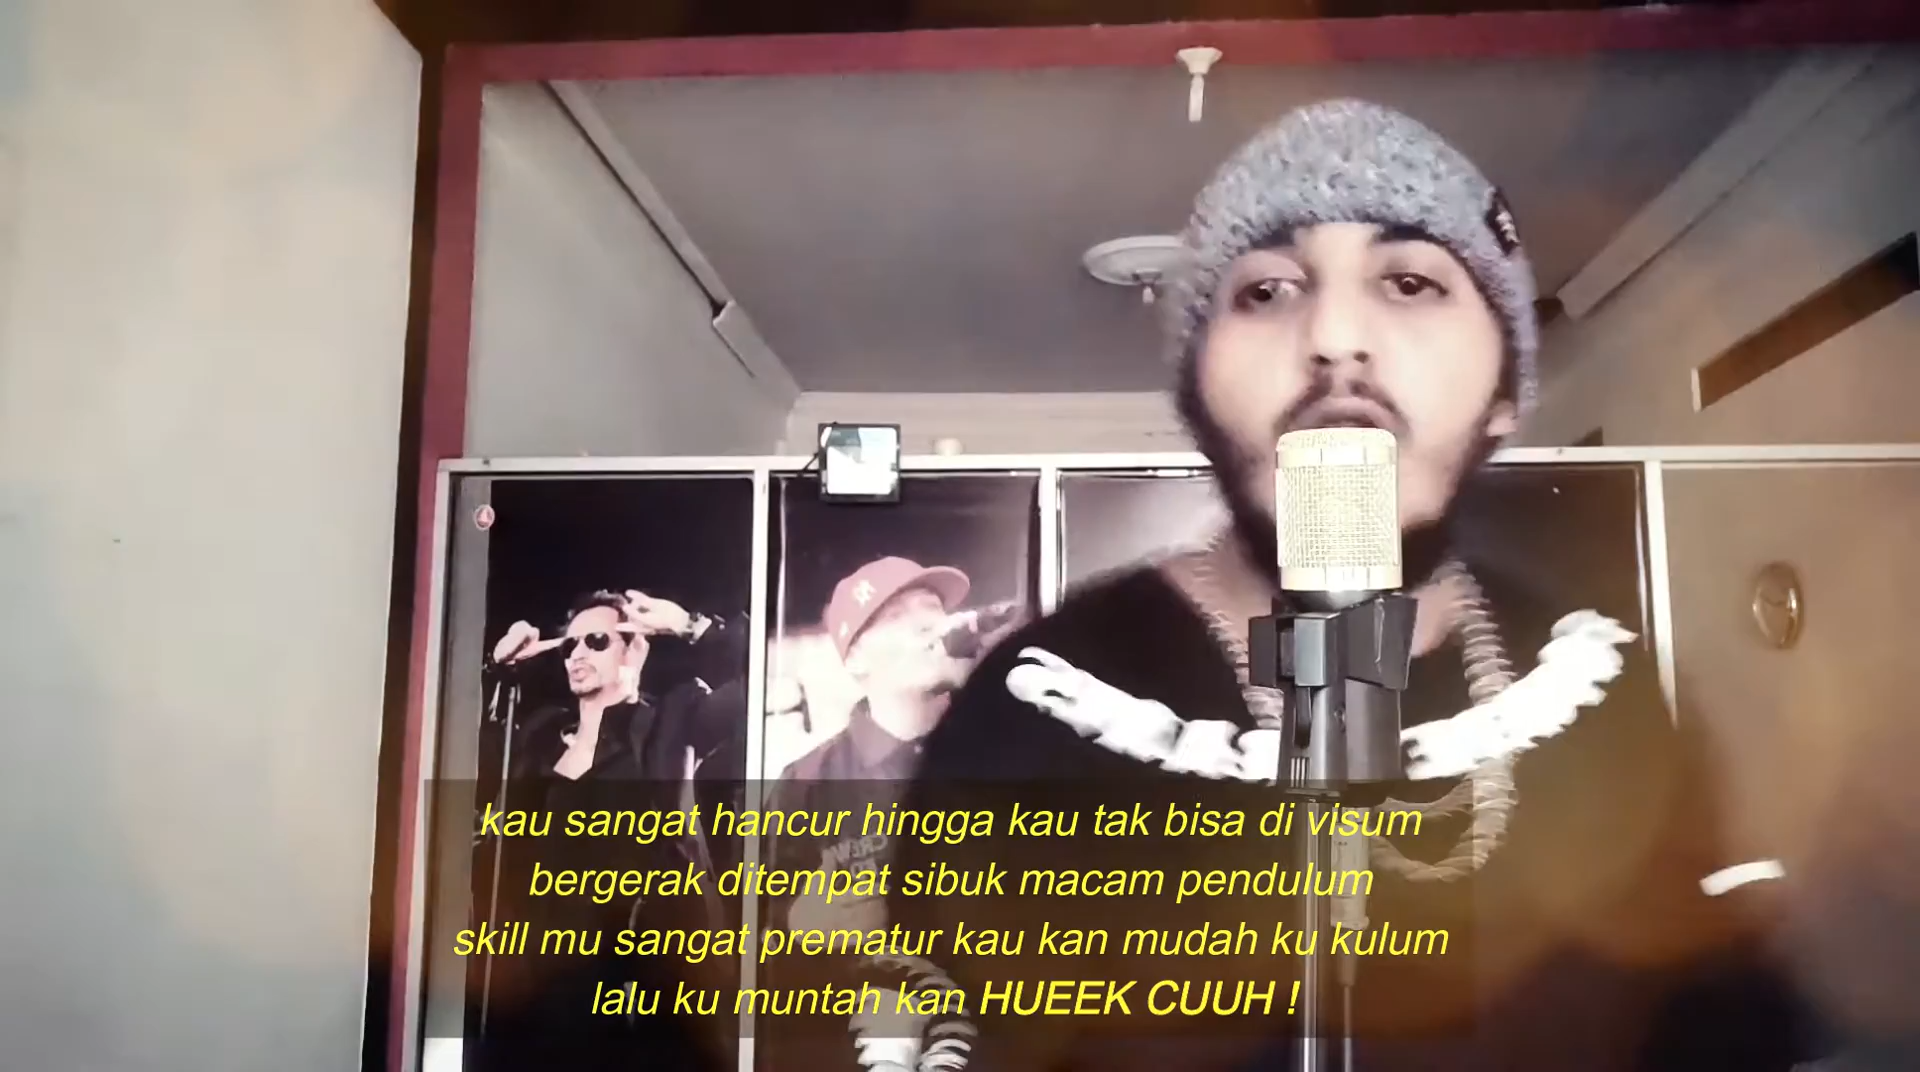 kau sangat hancur hingga kau tak bisa di visum
bergerak ditempat sibuk macam pendulum
skill mu sangat prematur kau kan mudah ku kulum
lalu ku muntah kan HUEEK CUUH !